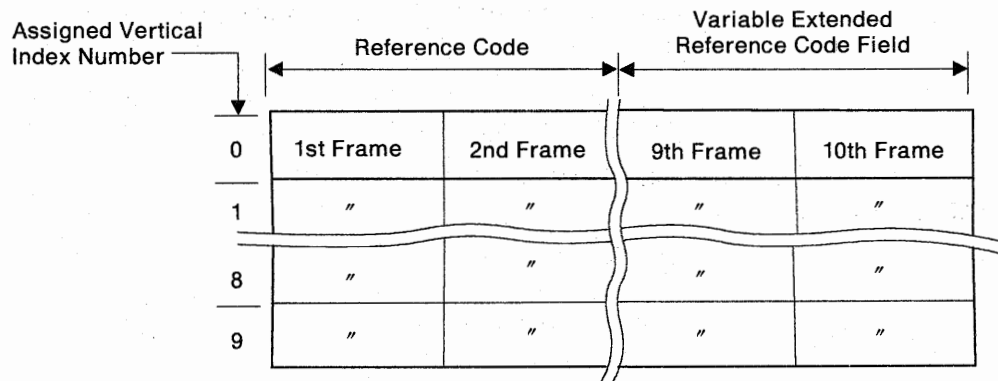 Assigned Vertical
Index Number
Reference Code
Variable Extended
Reference Code Field
0 1st Frame 2nd Frame 9th Frame 10th Frame
1 〃 〃 〃 〃
8 〃 〃 〃 〃
9 〃 〃 〃 〃